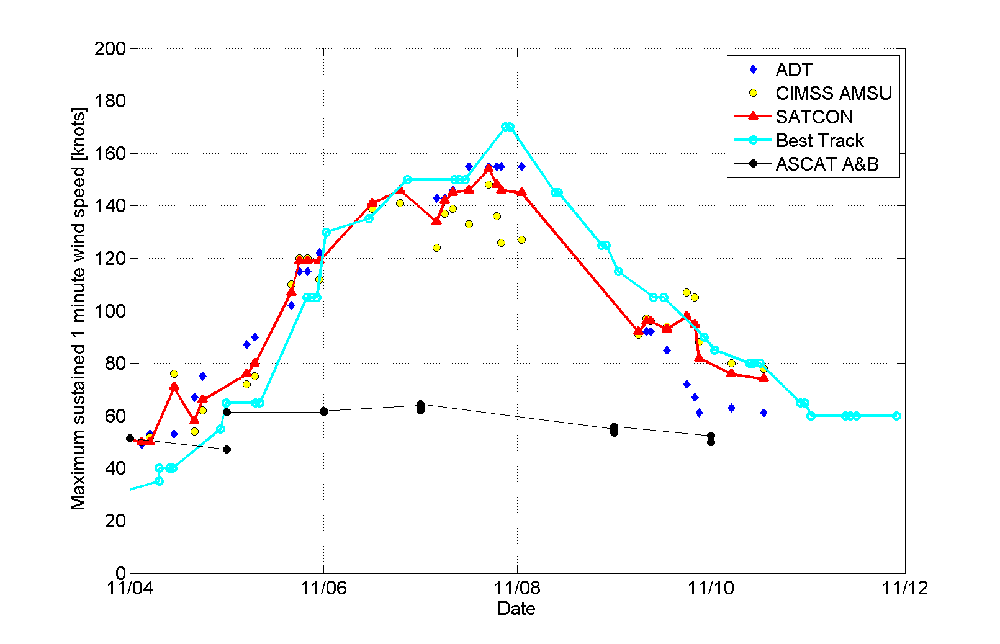 Maximum sustained 1 minute wind speed [knots]
200
180
160
140
120
100
80
60
40
20
0
11/04
11/06
11/08
11/10
11/12
Date
ADT
CIMSS AMSU
SATCON
Best Track
ASCAT A&B